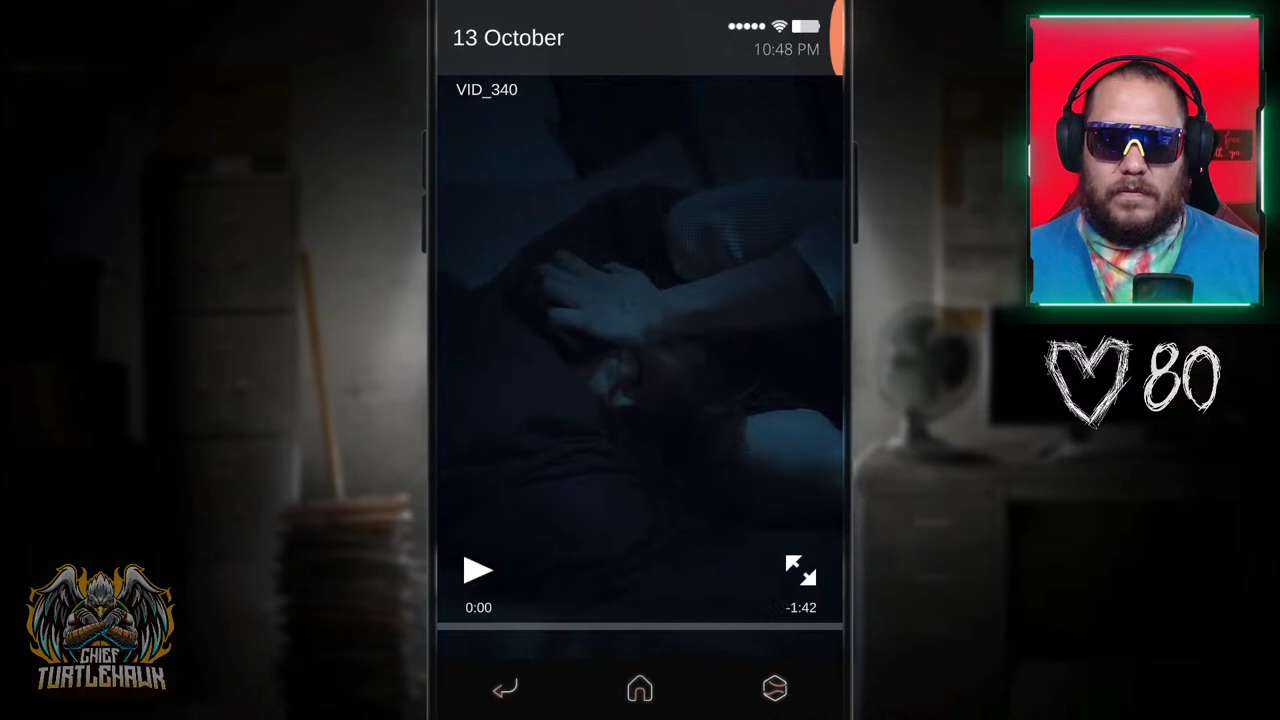 13 October
10:48 PM
VID_340
80
0:00
-1:42
CHIEF
TURTLEHAWK